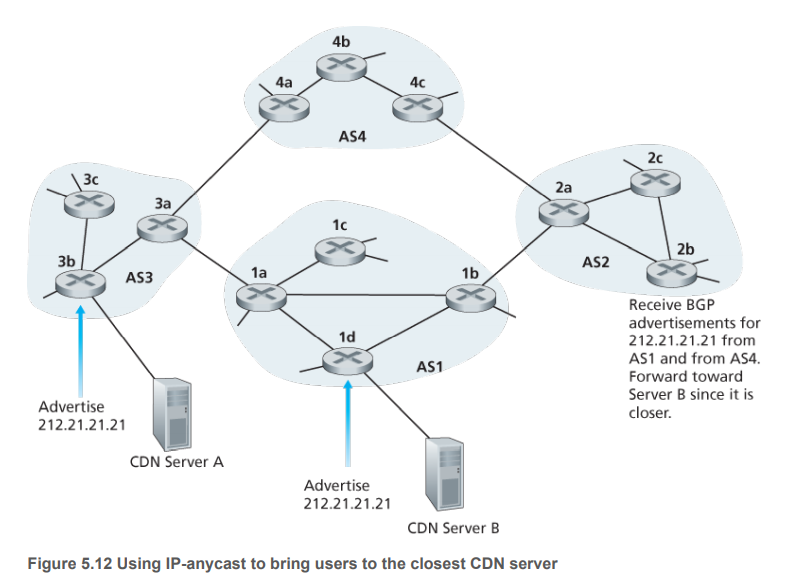 4b
4a
4c
AS4
2c
3c
2a
3a
1c
3b
AS3
1a
1b
AS2
2b
1d
AS1
Receive BGP
advertisements for
212.21.21.21 from
AS1 and from AS4.
Forward toward
Server B since it is
closer.
Advertise
212.21.21.21
CDN Server A
Advertise
212.21.21.21
CDN Server B
Figure 5.12 Using IP-anycast to bring users to the closest CDN server